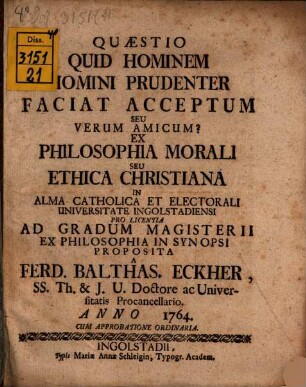 Diss. 4º
3151
21
QUÆSTIO
QUID HOMINEM
HOMINI PRUDENTER
FACIAT ACCEPTUM
SEU
VERUM AMICUM?
EX
PHILOSOPHIA MORALI
SEU
ETHICA CHRISTIANA
IN
ALMA CATHOLICA ET ELECTORALI
UNIVERSITATE INGOLSTADIENSI
PRO LICENTIA
AD GRADUM MAGISTERII
EX PHILOSOPHIA IN SYNOPSI
PROPOSITA
A
FERD. BALTHAS. ECKHER,
SS. Th. & J. U. Doctore ac Univer-
sitatis Procancellario.
ANNO 1764.
CUM APPROBATIONE ORDINARIA.
INGOLSTADII,
Typis Mariæ Annæ Schleigin, Typogr. Academ.